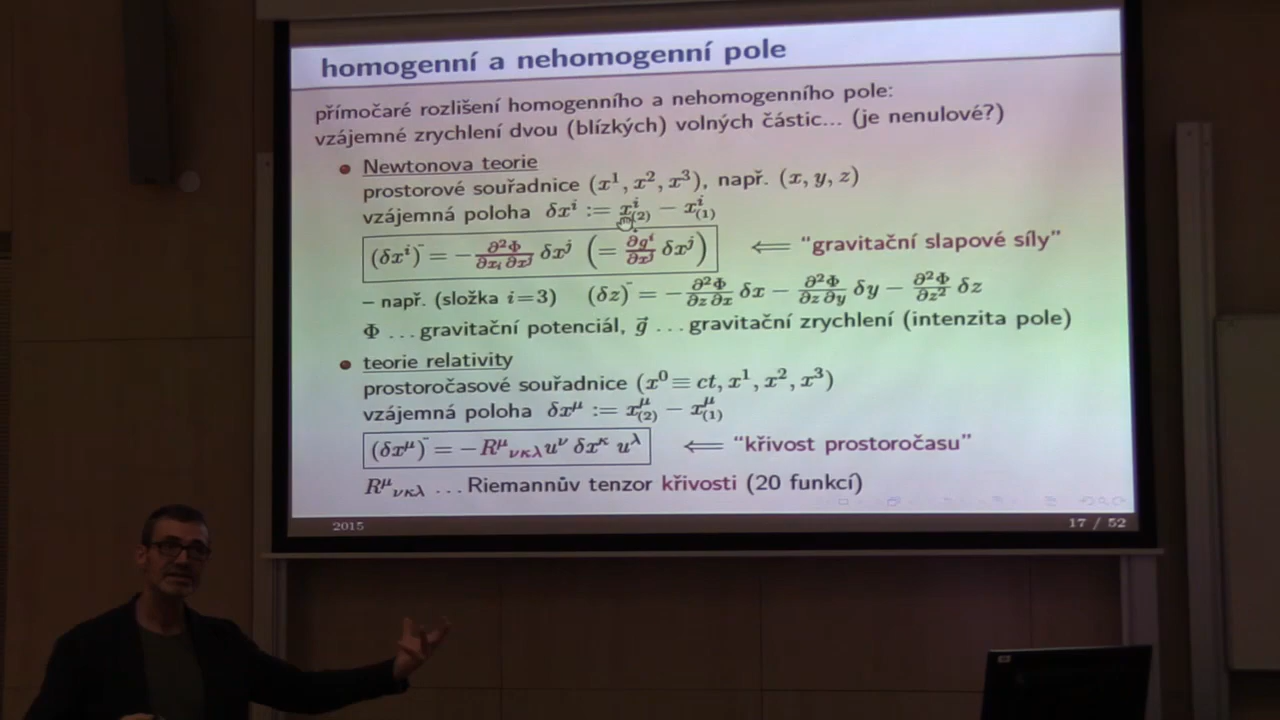 homogenní a nehomogenní pole
přímočaré rozlišení homogenního a nehomogenního pole:
vzájemné zrychlení dvou (blízkých) volných částic... (je nenulové?)
Newtonova teorie
prostorové souřadnice (x¹, x², x³), např. (x, y, z)
vzájemná poloha δxⁱ := xⁱ₍₂₎ − xⁱ₍₁₎
(δxⁱ)¨ = − ∂²Φ/∂xᵢ ∂xʲ δxʲ (= ∂gⁱ/∂xʲ δxʲ) ⟸ “gravitační slapové síly”
– např. (složka i=3) (δz)¨ = − ∂²Φ/∂z ∂x δx − ∂²Φ/∂z ∂y δy − ∂²Φ/∂z² δz
Φ ...gravitační potenciál, g⃗ ...gravitační zrychlení (intenzita pole)
teorie relativity
prostoročasové souřadnice (x⁰ ≡ ct, x¹, x², x³)
vzájemná poloha δx^μ := x^μ₍₂₎ − x^μ₍₁₎
(δx^μ)¨ = −R^μ_νκλ u^ν δx^κ u^λ ⟸ “křivost prostoročasu”
R^μ_νκλ ...Riemannův tenzor křivosti (20 funkcí)
2015 17 / 52